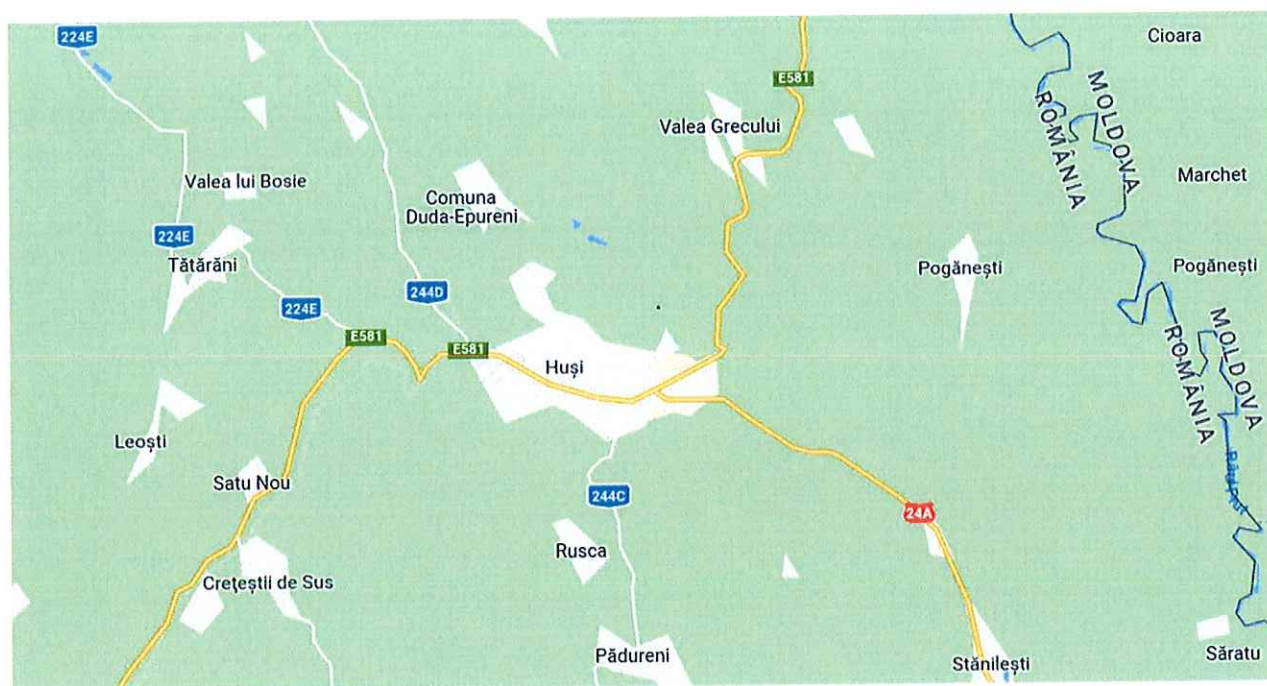 224E
Cioara
E581
MOLDOVA
ROMÂNIA
Valea Grecului
Valea lui Bosie
Comuna
Duda-Epureni
Marchet
224E
Tătărăni
Pogănești
Pogănești
244D
224E
E581
E581
MOLDOVA
ROMÂNIA
Huși
Leoști
Satu Nou
244C
24A
Rusca
Crețeștii de Sus
Pădureni
Stănilești
Săratu